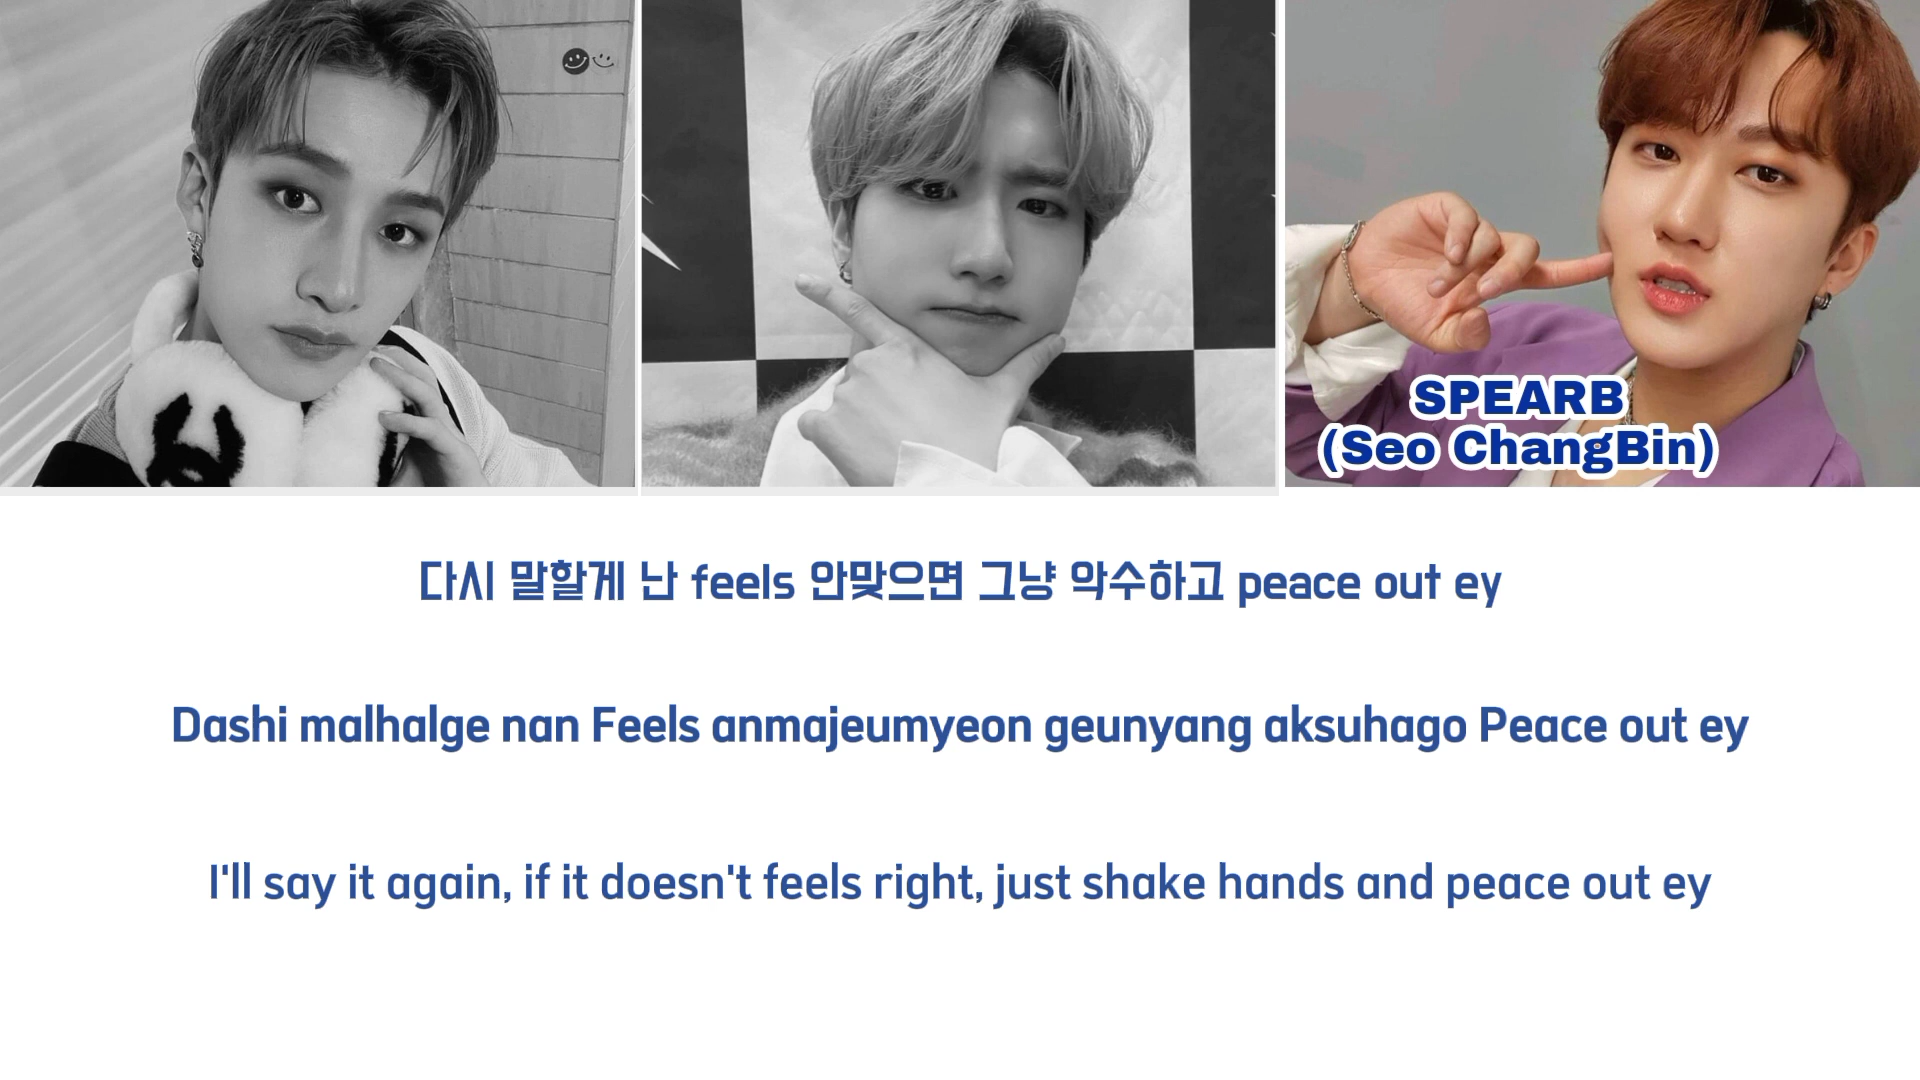 SPEARB
(Seo ChangBin)
다시 말할게 난 feels 안맞으면 그냥 악수하고 peace out ey
Dashi malhalge nan Feels anmajeumyeon geunyang aksuhago Peace out ey
I'll say it again, if it doesn't feels right, just shake hands and peace out ey